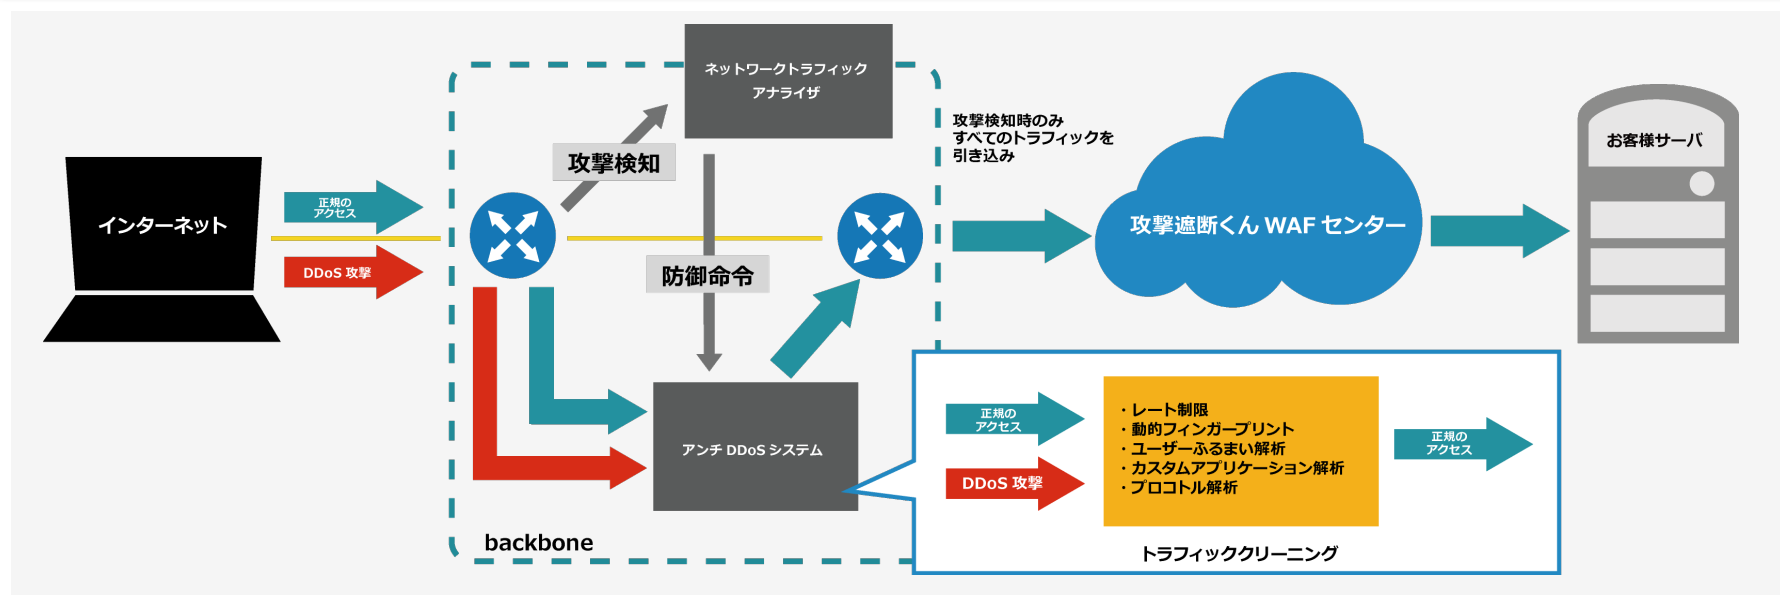 インターネット
正規の
アクセス
DDoS 攻撃
攻撃検知
ネットワークトラフィック
アナライザ
防御命令
アンチ DDoS システム
backbone
攻撃検知時のみ
すべてのトラフィックを
引き込み
攻撃遮断くん WAF センター
お客様サーバ
正規の
アクセス
DDoS 攻撃
・レート制限
・動的フィンガープリント
・ユーザーふるまい解析
・カスタムアプリケーション解析
・プロコトル解析
正規の
アクセス
トラフィッククリーニング